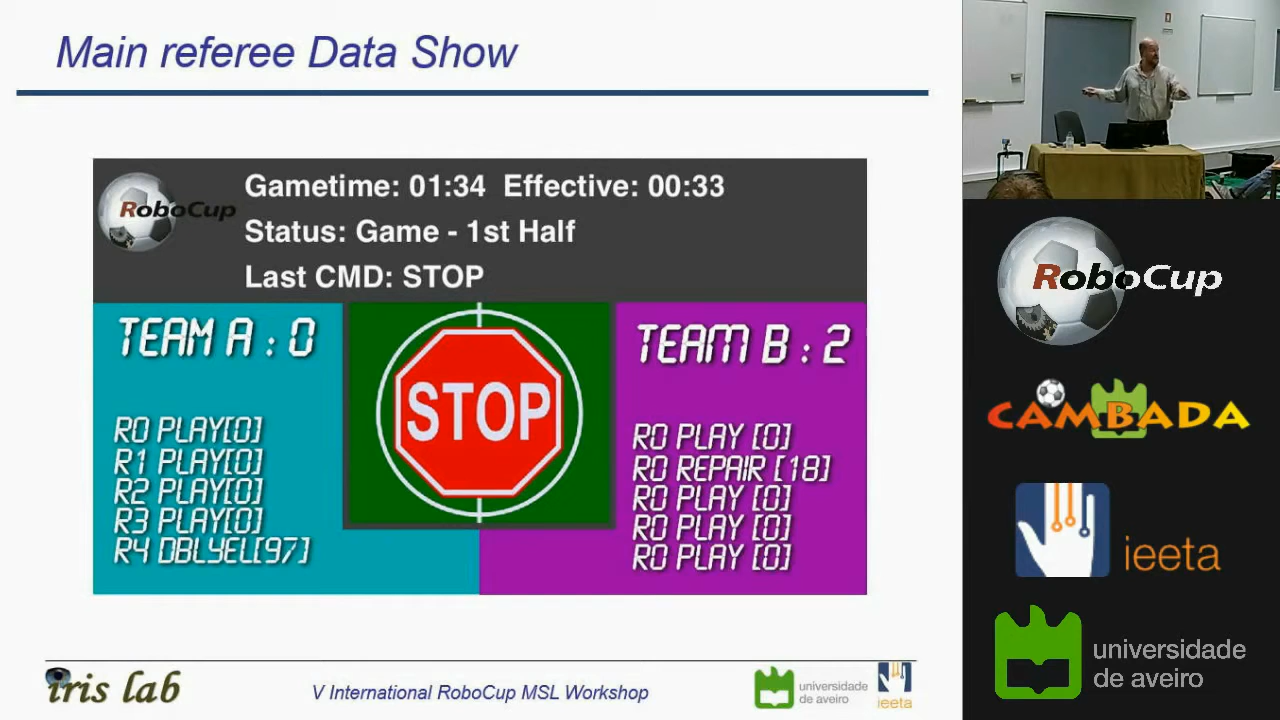 Main referee Data Show
RoboCup
Gametime: 01:34 Effective: 00:33
Status: Game - 1st Half
Last CMD: STOP
TEAM A : 0
STOP
TEAM B : 2
R0 PLAY[0]
R1 PLAY[0]
R2 PLAY[0]
R3 PLAY[0]
R4 DBLYEL[97]
R0 PLAY [0]
R0 REPAIR [18]
R0 PLAY [0]
R0 PLAY [0]
R0 PLAY [0]
iris lab
V International RoboCup MSL Workshop
universidade
de aveiro
ieeta
RoboCup
CAMBADA
ieeta
universidade
de aveiro